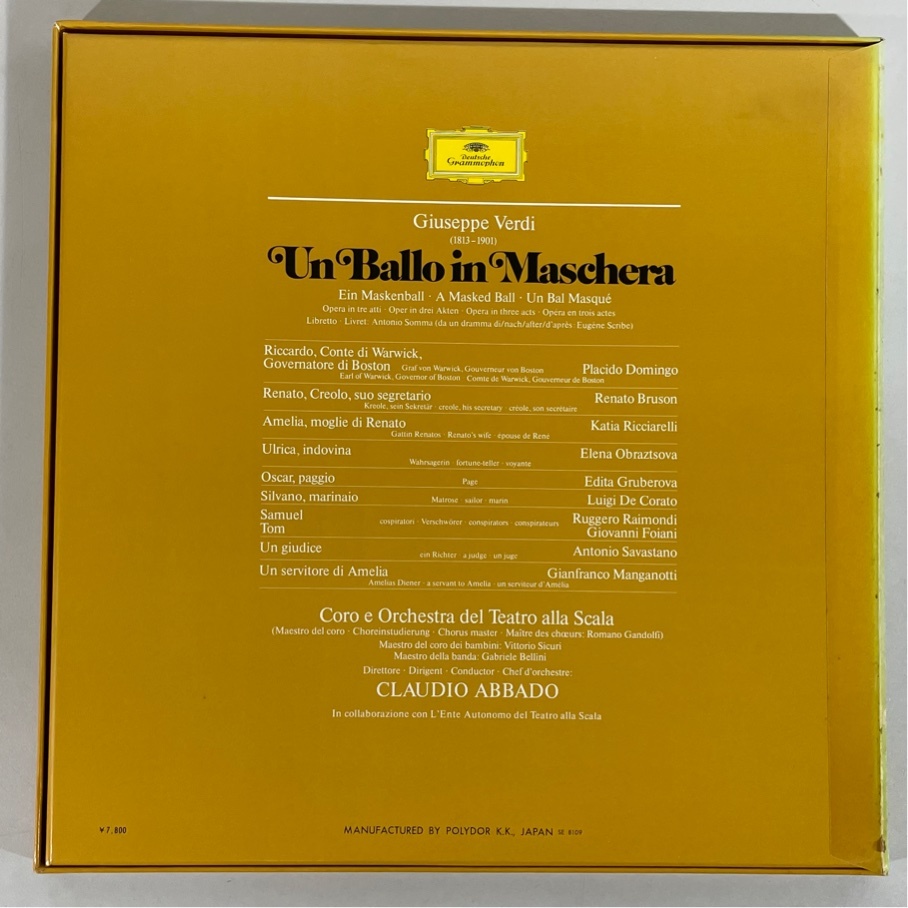 Deutsche
Grammophon
Giuseppe Verdi
(1813–1901)
Un Ballo in Maschera
Ein Maskenball · A Masked Ball · Un Bal Masqué
Opera in tre atti · Oper in drei Akten · Opera in three acts · Opéra en trois actes
Libretto · Livret: Antonio Somma (da un dramma di/nach/after/d'après Eugène Scribe)
Riccardo, Conte di Warwick,
Governatore di Boston Graf von Warwick, Gouverneur von Boston Placido Domingo
Earl of Warwick, Governor of Boston Comte de Warwick, Gouverneur de Boston
Renato, Creolo, suo segretario Renato Bruson
Kreole, sein Sekretär · creole, his secretary · créole, son secrétaire
Amelia, moglie di Renato Katia Ricciarelli
Gattin Renatos · Renato's wife · épouse de René
Ulrica, indovina Elena Obraztsova
Wahrsagerin · fortune-teller · voyante
Oscar, paggio Page Edita Gruberova
Silvano, marinaio Matrose · sailor · marin Luigi De Corato
Samuel cospiratori · Verschwörer · conspirators · conspirateurs Ruggero Raimondi
Tom Giovanni Foiani
Un giudice ein Richter · a judge · un juge Antonio Savastano
Un servitore di Amelia Gianfranco Manganotti
Amelias Diener · a servant to Amelia · un serviteur d'Amélia
Coro e Orchestra del Teatro alla Scala
(Maestro del coro · Choreinstudierung · Chorus master · Maître des chœurs: Romano Gandolfi)
Maestro del coro dei bambini: Vittorio Sicuri
Maestro della banda: Gabriele Bellini
Direttore · Dirigent · Conductor · Chef d'orchestre:
CLAUDIO ABBADO
In collaborazione con L'Ente Autonomo del Teatro alla Scala
¥7,800 MANUFACTURED BY POLYDOR K.K., JAPAN SE 8109